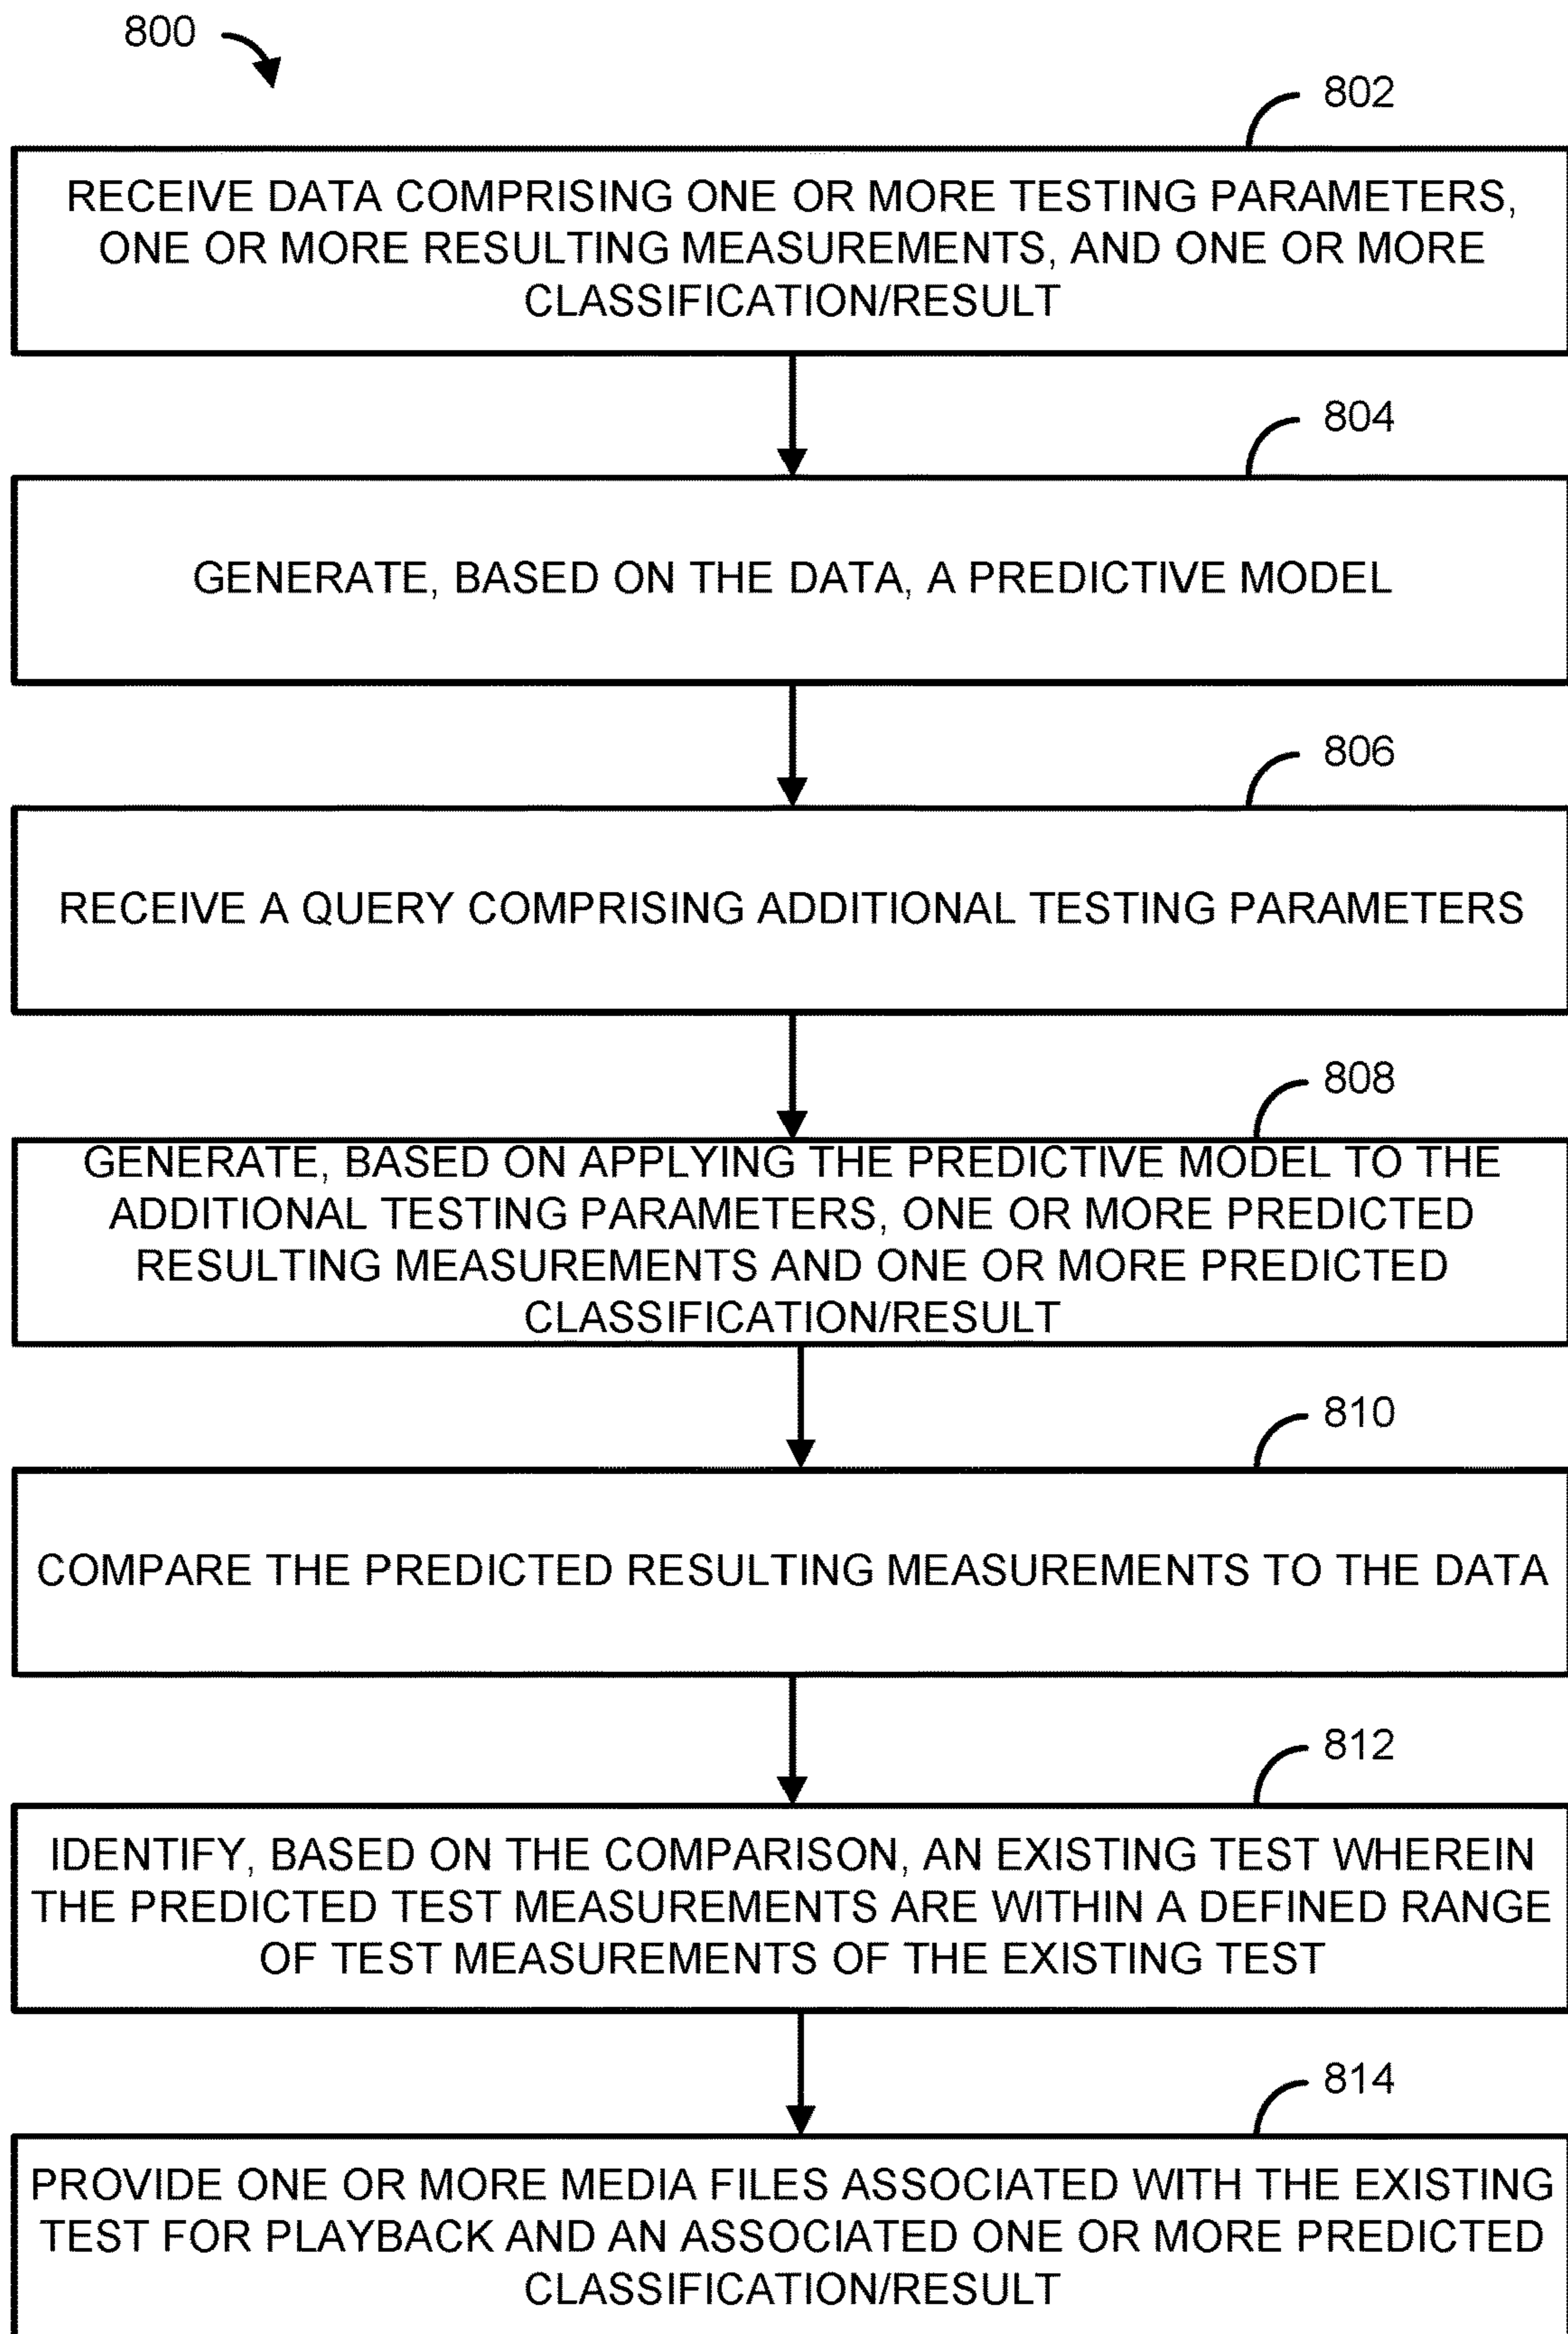 800
802
RECEIVE DATA COMPRISING ONE OR MORE TESTING PARAMETERS,
ONE OR MORE RESULTING MEASUREMENTS, AND ONE OR MORE
CLASSIFICATION/RESULT
804
GENERATE, BASED ON THE DATA, A PREDICTIVE MODEL
806
RECEIVE A QUERY COMPRISING ADDITIONAL TESTING PARAMETERS
808
GENERATE, BASED ON APPLYING THE PREDICTIVE MODEL TO THE
ADDITIONAL TESTING PARAMETERS, ONE OR MORE PREDICTED
RESULTING MEASUREMENTS AND ONE OR MORE PREDICTED
CLASSIFICATION/RESULT
810
COMPARE THE PREDICTED RESULTING MEASUREMENTS TO THE DATA
812
IDENTIFY, BASED ON THE COMPARISON, AN EXISTING TEST WHEREIN
THE PREDICTED TEST MEASUREMENTS ARE WITHIN A DEFINED RANGE
OF TEST MEASUREMENTS OF THE EXISTING TEST
814
PROVIDE ONE OR MORE MEDIA FILES ASSOCIATED WITH THE EXISTING
TEST FOR PLAYBACK AND AN ASSOCIATED ONE OR MORE PREDICTED
CLASSIFICATION/RESULT